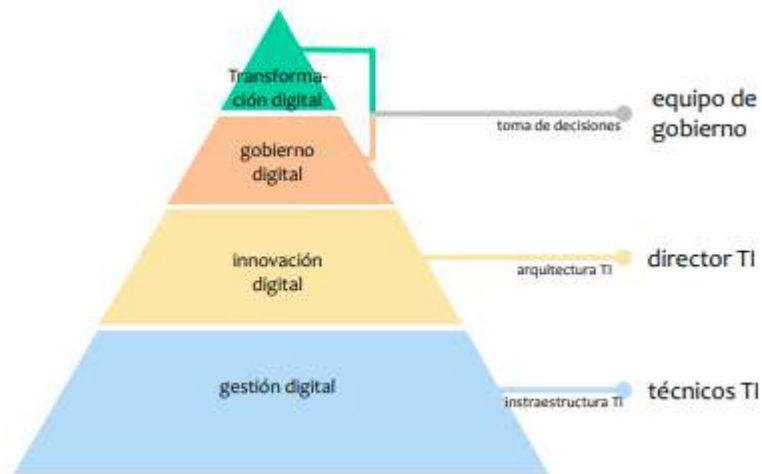 Transforma-
ción digital
equipo de
gobierno
toma de decisiones
gobierno
digital
innovación
digital
director TI
arquitectura TI
gestión digital
técnicos TI
instraestructura TI